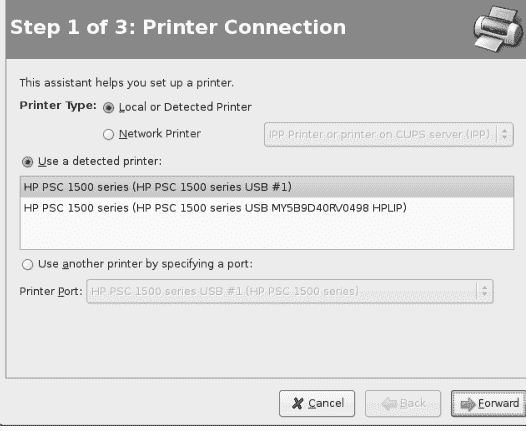 Step 1 of 3: Printer Connection
This assistant helps you set up a printer.
Printer Type: Local or Detected Printer
Network Printer IPP Printer or printer on CUPS server (IPP)
Use a detected printer:
HP PSC 1500 series (HP PSC 1500 series USB #1)
HP PSC 1500 series (HP PSC 1500 series USB MY5B9D40RV0498 HPLIP)
Use another printer by specifying a port:
Printer Port: HP PSC 1500 series USB #1 (HP PSC 1500 series)
Cancel Back Forward